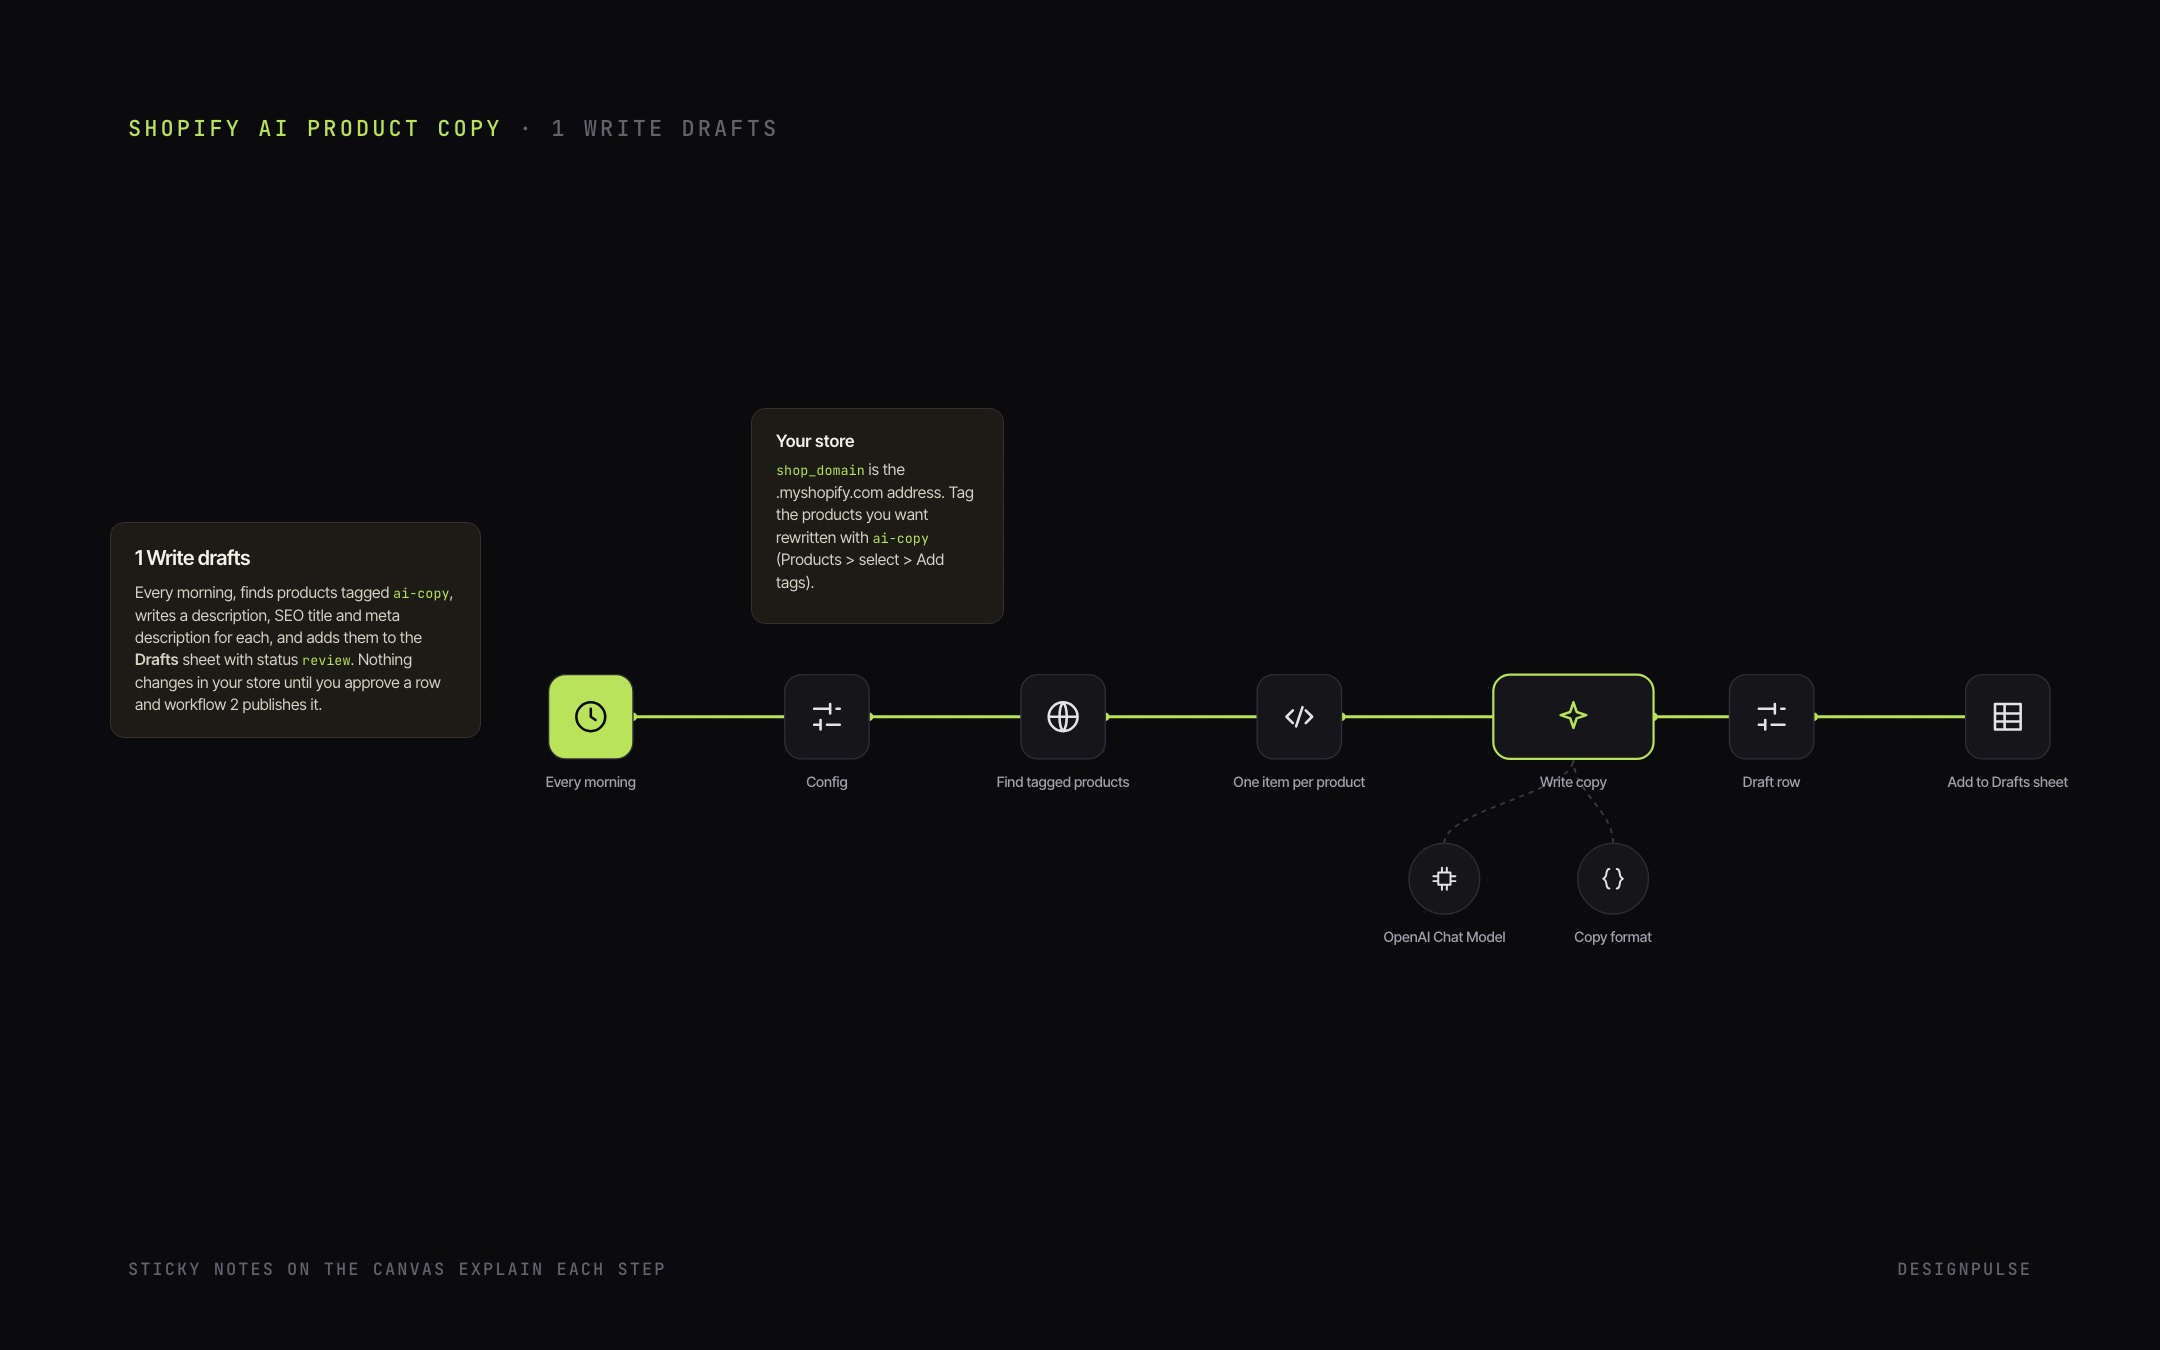 SHOPIFY AI PRODUCT COPY · 1 WRITE DRAFTS
Your store
shop_domain is the
.myshopify.com address. Tag
the products you want
rewritten with ai-copy
(Products > select > Add
tags).
1 Write drafts
Every morning, finds products tagged ai-copy,
writes a description, SEO title and meta
description for each, and adds them to the
Drafts sheet with status review. Nothing
changes in your store until you approve a row
and workflow 2 publishes it.
Every morning
Config
Find tagged products
One item per product
Write copy
Draft row
Add to Drafts sheet
OpenAI Chat Model
Copy format
STICKY NOTES ON THE CANVAS EXPLAIN EACH STEP
DESIGNPULSE